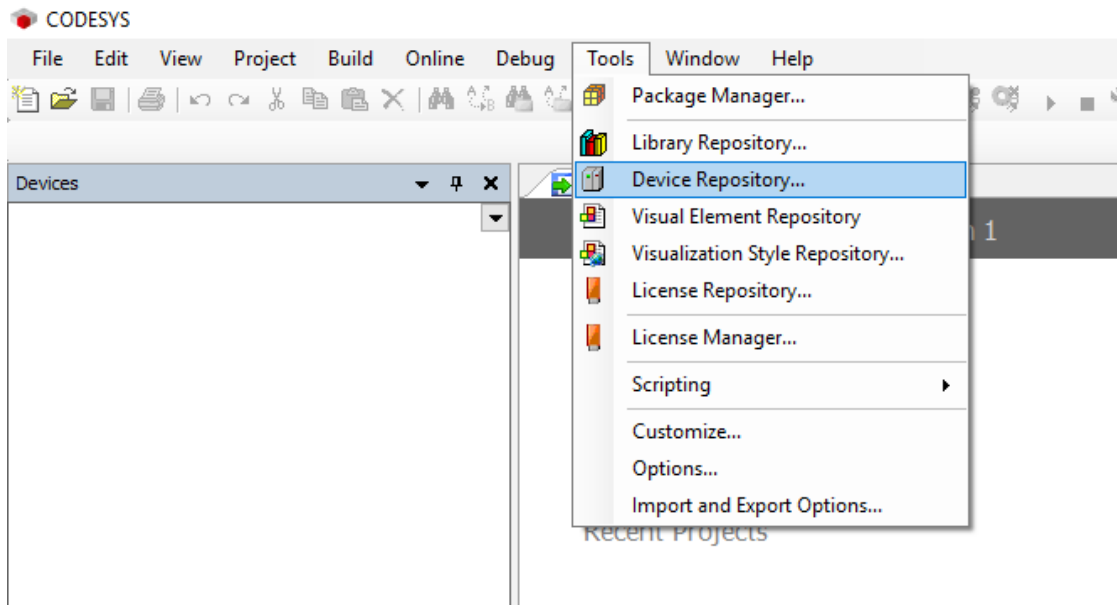 CODESYS
File Edit View Project Build Online Debug Tools Window Help
Package Manager...
Library Repository...
Devices
Device Repository...
Visual Element Repository
1
Visualization Style Repository...
License Repository...
License Manager...
Scripting
Customize...
Options...
Import and Export Options...
Recent Projects